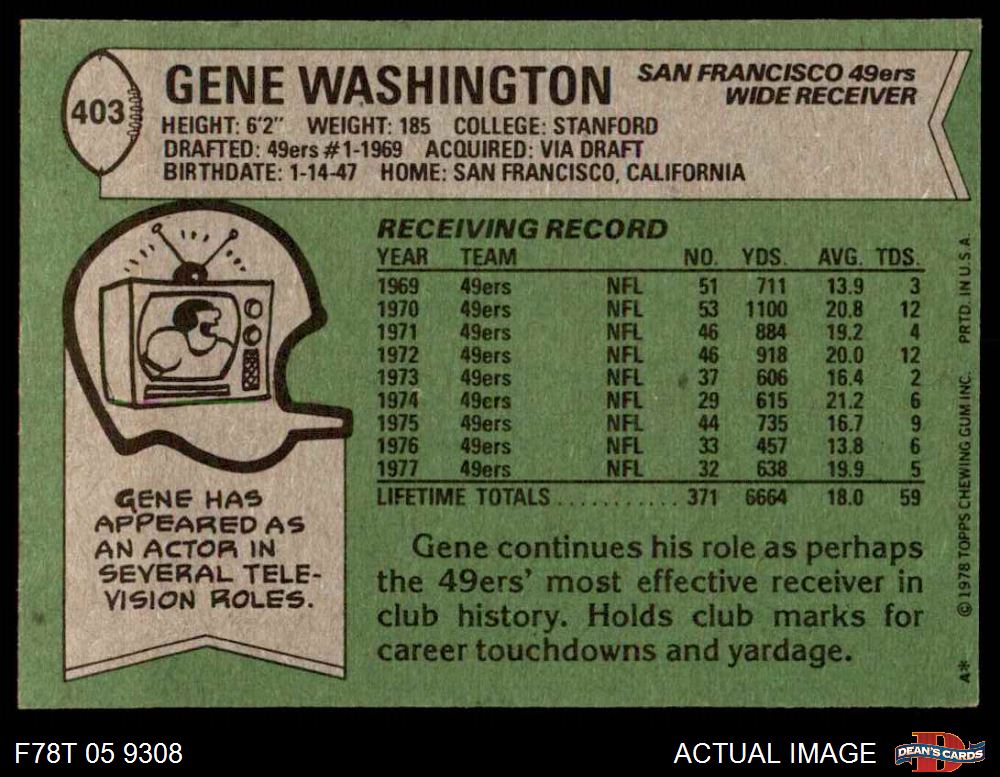 403
GENE WASHINGTON
SAN FRANCISCO 49ers
WIDE RECEIVER
HEIGHT: 6'2" WEIGHT: 185 COLLEGE: STANFORD
DRAFTED: 49ers #1-1969 ACQUIRED: VIA DRAFT
BIRTHDATE: 1-14-47 HOME: SAN FRANCISCO, CALIFORNIA
RECEIVING RECORD
YEAR TEAM NO. YDS. AVG. TDS.
1969 49ers NFL 51 711 13.9 3
1970 49ers NFL 53 1100 20.8 12
1971 49ers NFL 46 884 19.2 4
1972 49ers NFL 46 918 20.0 12
1973 49ers NFL 37 606 16.4 2
1974 49ers NFL 29 615 21.2 6
1975 49ers NFL 44 735 16.7 9
1976 49ers NFL 33 457 13.8 6
1977 49ers NFL 32 638 19.9 5
LIFETIME TOTALS........... 371 6664 18.0 59
GENE HAS
APPEARED AS
AN ACTOR IN
SEVERAL TELE-
VISION ROLES.
Gene continues his role as perhaps
the 49ers' most effective receiver in
club history. Holds club marks for
career touchdowns and yardage.
A* © 1978 TOPPS CHEWING GUM INC. PRTD. IN U.S.A.
F78T 05 9308
ACTUAL IMAGE
D
DEAN'S CARDS